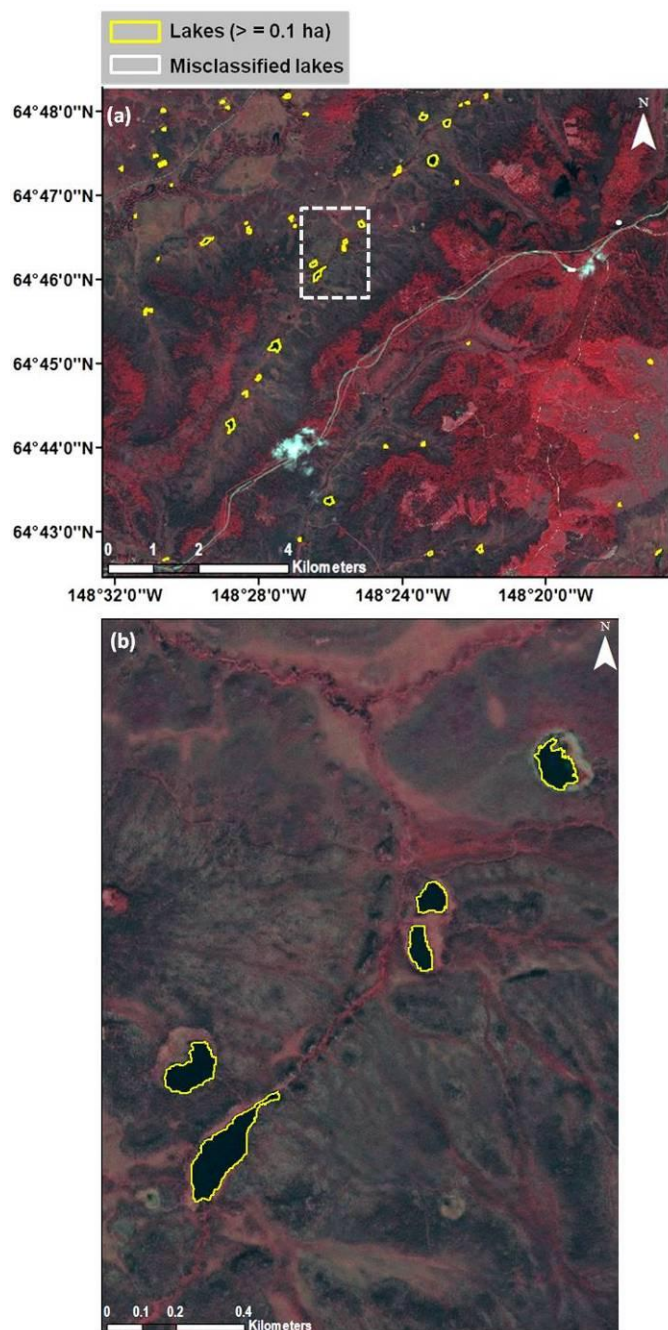 Lakes (> = 0.1 ha)
Misclassified lakes
(a)
N
64°48'0"N
64°47'0"N
64°46'0"N
64°45'0"N
64°44'0"N
64°43'0"N
0 1 2 4
Kilometers
148°32'0"W 148°28'0"W 148°24'0"W 148°20'0"W
(b)
N
0 0.1 0.2 0.4
Kilometers